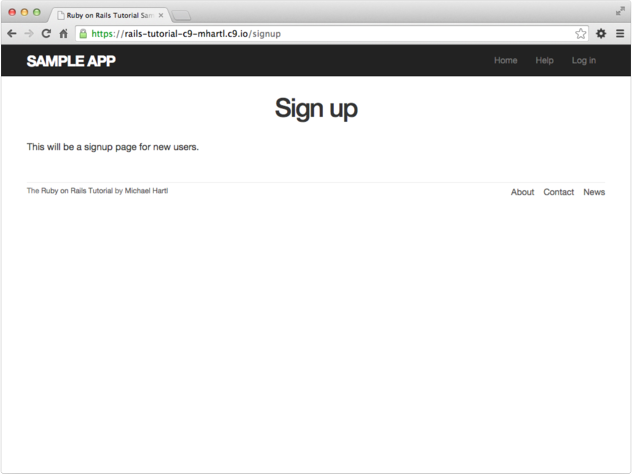 Ruby on Rails Tutorial Sam
https://rails-tutorial-c9-mhartl.c9.io/signup
SAMPLE APP Home Help Log in
Sign up
This will be a signup page for new users.
The Ruby on Rails Tutorial by Michael Hartl About Contact News